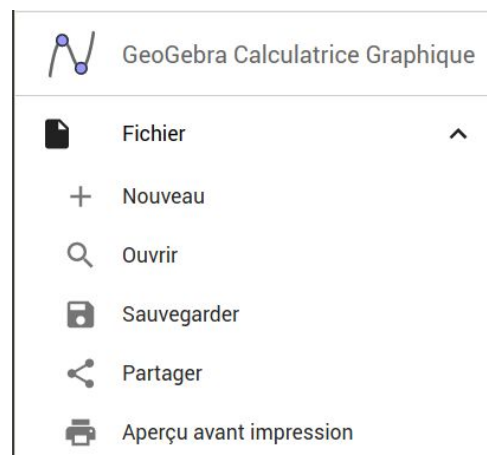 GeoGebra Calculatrice Graphique
Fichier
Nouveau
Ouvrir
Sauvegarder
Partager
Aperçu avant impression